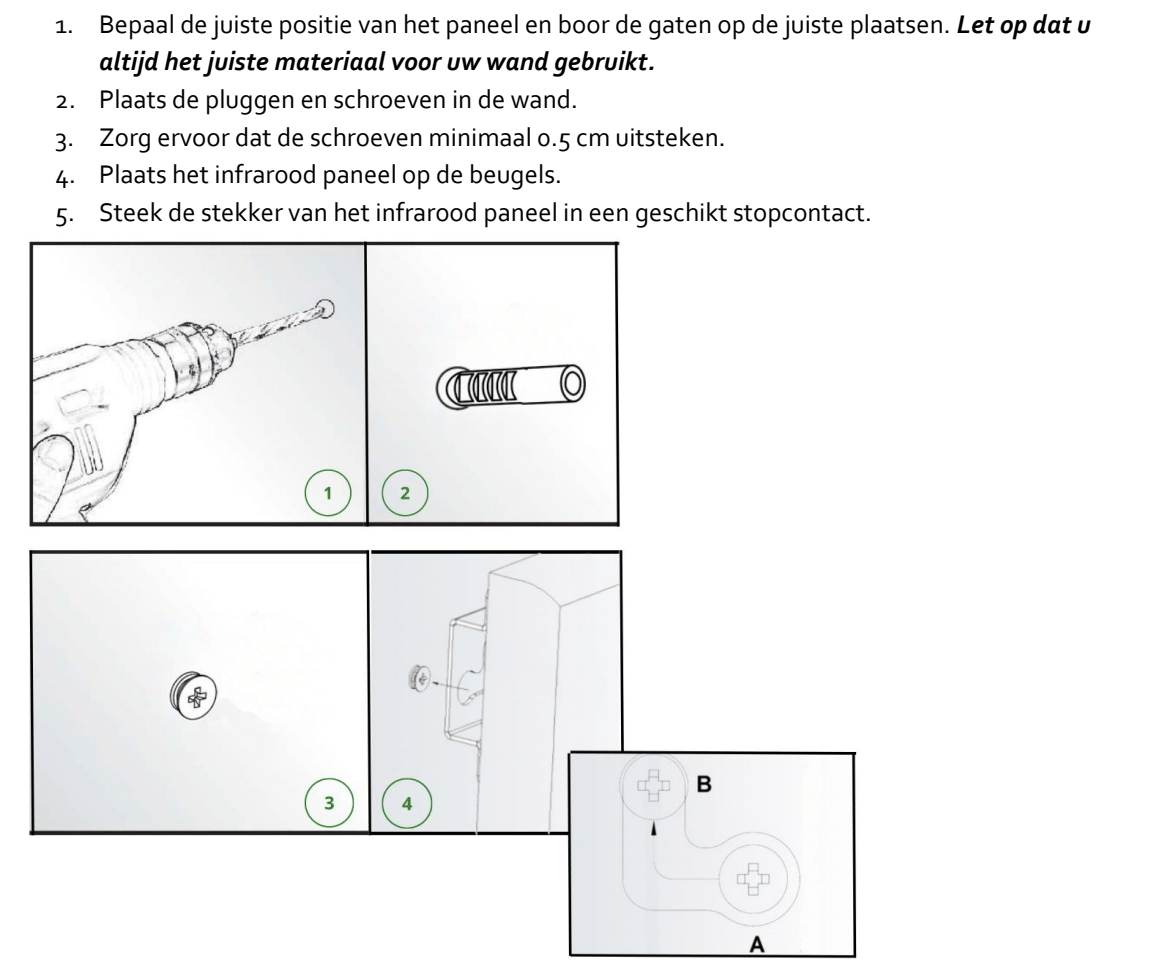 1. Bepaal de juiste positie van het paneel en boor de gaten op de juiste plaatsen. Let op dat u
altijd het juiste materiaal voor uw wand gebruikt.
2. Plaats de pluggen en schroeven in de wand.
3. Zorg ervoor dat de schroeven minimaal 0.5 cm uitsteken.
4. Plaats het infrarood paneel op de beugels.
5. Steek de stekker van het infrarood paneel in een geschikt stopcontact.
1
2
3
4
B
A